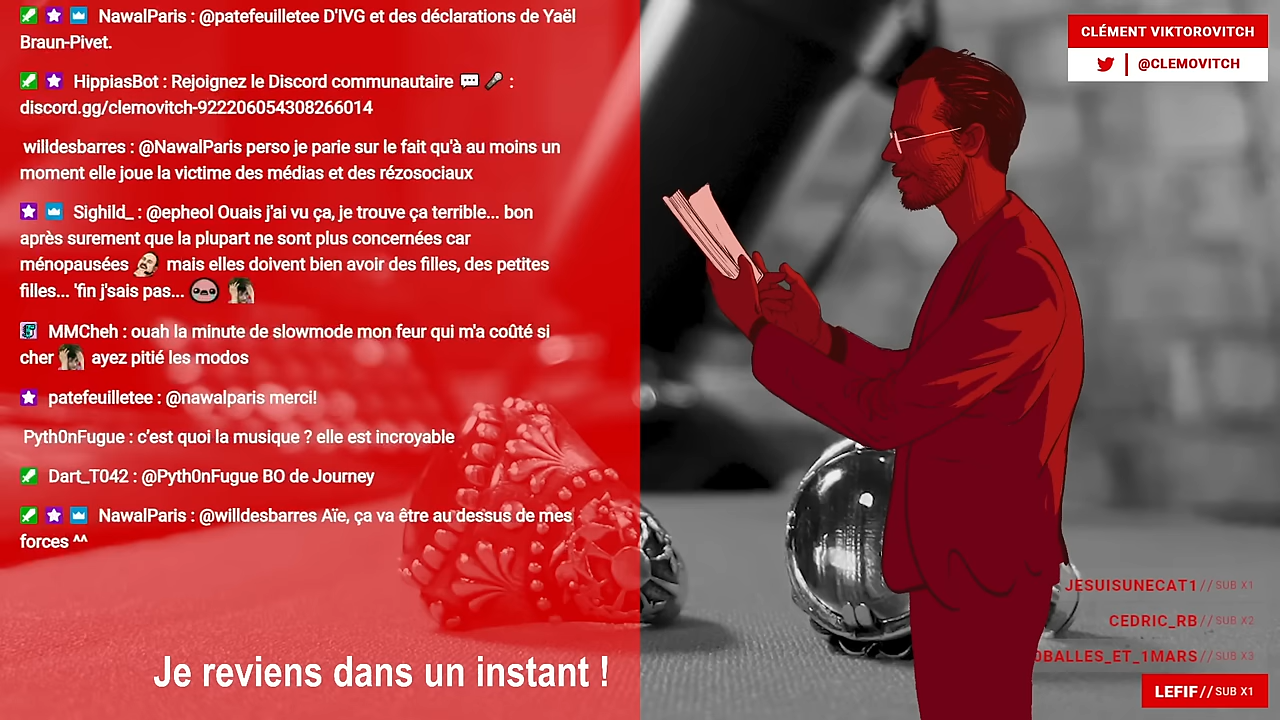 NawalParis : @patefeuilletee D'IVG et des déclarations de Yaël
Braun-Pivet.
HippiasBot : Rejoignez le Discord communautaire 💬 🎤 :
discord.gg/clemovitch-922206054308266014
willdesbarres : @NawalParis perso je parie sur le fait qu'à au moins un
moment elle joue la victime des médias et des rézosociaux
Sighild_ : @epheol Ouais j'ai vu ça, je trouve ça terrible... bon
après surement que la plupart ne sont plus concernées car
ménopausées mais elles doivent bien avoir des filles, des petites
filles... 'fin j'sais pas...
MMCheh : ouah la minute de slowmode mon feur qui m'a coûté si
cher ayez pitié les modos
patefeuilletee : @nawalparis merci!
Pyth0nFugue : c'est quoi la musique ? elle est incroyable
Dart_T042 : @Pyth0nFugue BO de Journey
NawalParis : @willdesbarres Aïe, ça va être au dessus de mes
forces ^^
Je reviens dans un instant !
CLÉMENT VIKTOROVITCH
@CLEMOVITCH
JESUISUNECAT1 // SUB X1
CEDRIC_RB // SUB X2
0BALLES_ET_1MARS // SUB X3
LEFIF // SUB X1